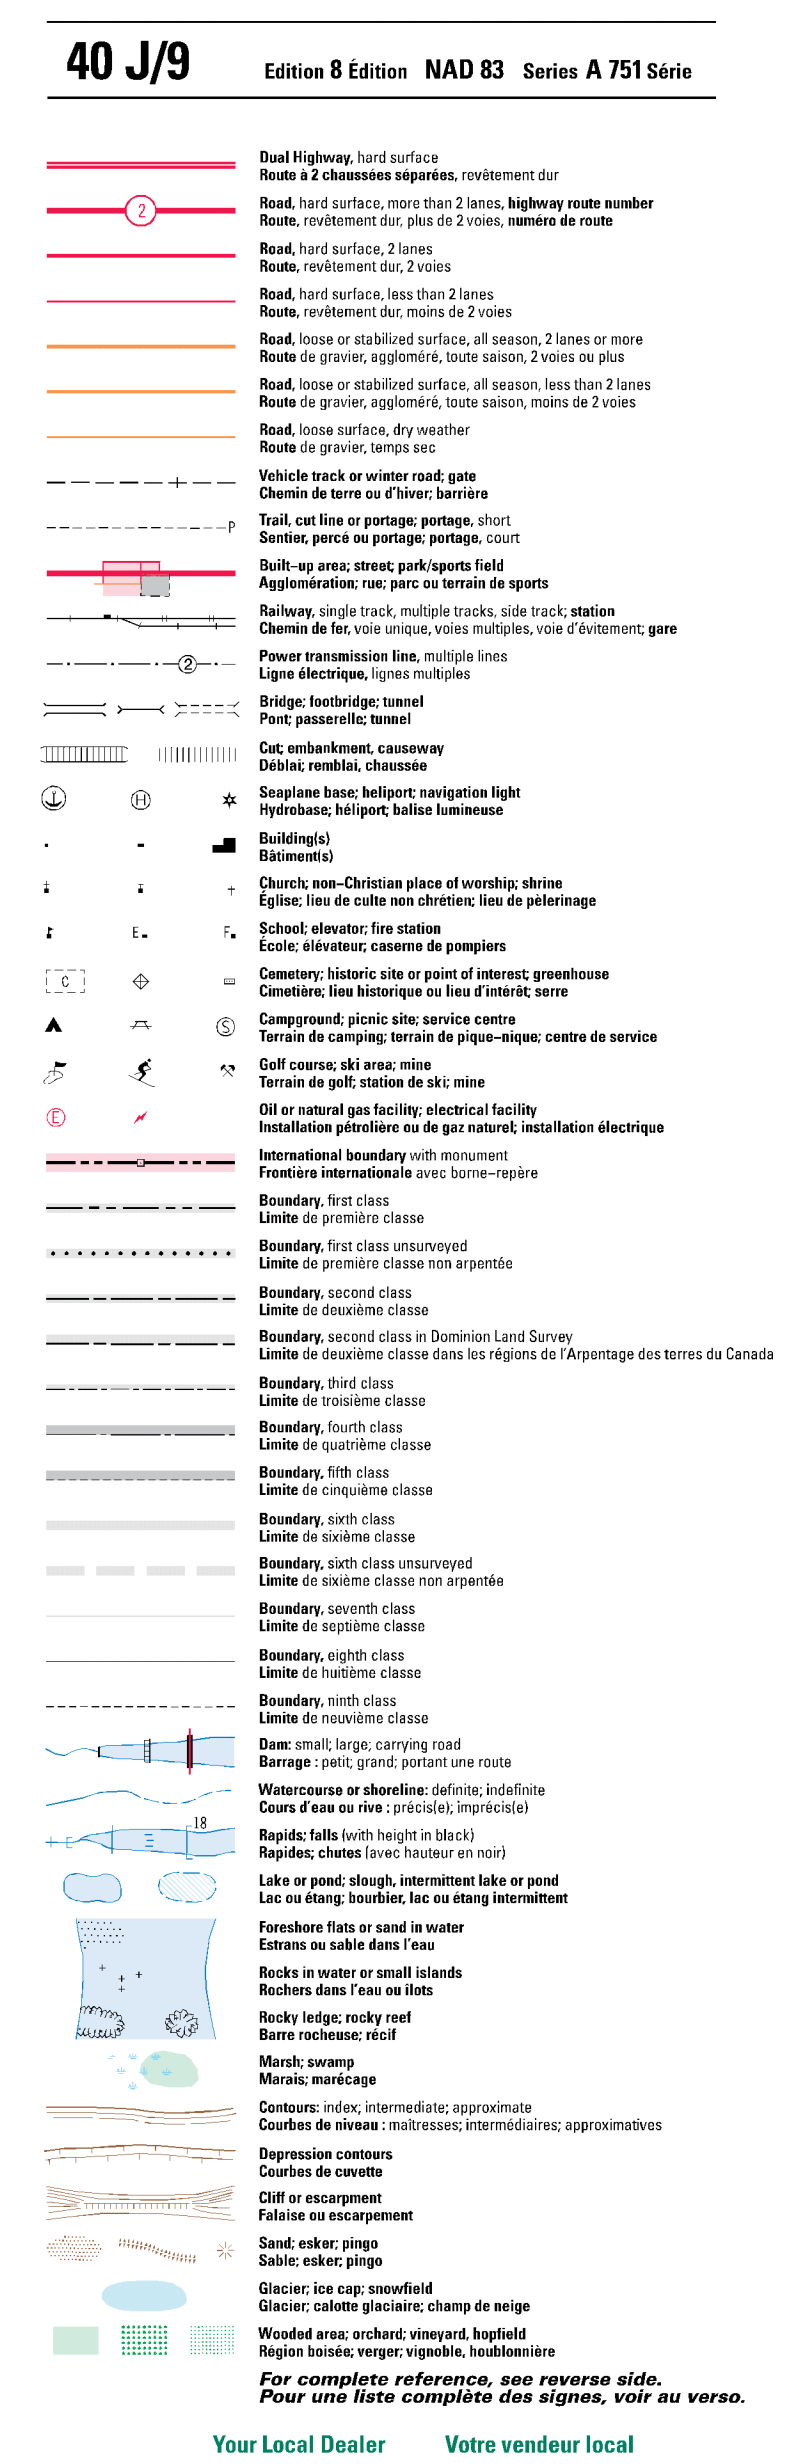 40 J/9 Edition 8 Édition NAD 83 Series A 751 Série
Dual Highway, hard surface
Route à 2 chaussées séparées, revêtement dur
2
Road, hard surface, more than 2 lanes, highway route number
Route, revêtement dur, plus de 2 voies, numéro de route
Road, hard surface, 2 lanes
Route, revêtement dur, 2 voies
Road, hard surface, less than 2 lanes
Route, revêtement dur, moins de 2 voies
Road, loose or stabilized surface, all season, 2 lanes or more
Route de gravier, aggloméré, toute saison, 2 voies ou plus
Road, loose or stabilized surface, all season, less than 2 lanes
Route de gravier, aggloméré, toute saison, moins de 2 voies
Road, loose surface, dry weather
Route de gravier, temps sec
Vehicle track or winter road; gate
Chemin de terre ou d'hiver; barrière
P
Trail, cut line or portage; portage, short
Sentier, percé ou portage; portage, court
Built-up area; street; park/sports field
Agglomération; rue; parc ou terrain de sports
Railway, single track, multiple tracks, side track; station
Chemin de fer, voie unique, voies multiples, voie d'évitement; gare
2
Power transmission line, multiple lines
Ligne électrique, lignes multiples
Bridge; footbridge; tunnel
Pont; passerelle; tunnel
Cut; embankment, causeway
Déblai; remblai, chaussée
H
Seaplane base; heliport; navigation light
Hydrobase; héliport; balise lumineuse
Building(s)
Bâtiment(s)
Church; non-Christian place of worship; shrine
Église; lieu de culte non chrétien; lieu de pèlerinage
E F
School; elevator; fire station
École; élévateur; caserne de pompiers
C
Cemetery; historic site or point of interest; greenhouse
Cimetière; lieu historique ou lieu d'intérêt; serre
S
Campground; picnic site; service centre
Terrain de camping; terrain de pique-nique; centre de service
Golf course; ski area; mine
Terrain de golf; station de ski; mine
E
Oil or natural gas facility; electrical facility
Installation pétrolière ou de gaz naturel; installation électrique
International boundary with monument
Frontière internationale avec borne-repère
Boundary, first class
Limite de première classe
Boundary, first class unsurveyed
Limite de première classe non arpentée
Boundary, second class
Limite de deuxième classe
Boundary, second class in Dominion Land Survey
Limite de deuxième classe dans les régions de l'Arpentage des terres du Canada
Boundary, third class
Limite de troisième classe
Boundary, fourth class
Limite de quatrième classe
Boundary, fifth class
Limite de cinquième classe
Boundary, sixth class
Limite de sixième classe
Boundary, sixth class unsurveyed
Limite de sixième classe non arpentée
Boundary, seventh class
Limite de septième classe
Boundary, eighth class
Limite de huitième classe
Boundary, ninth class
Limite de neuvième classe
Dam: small; large; carrying road
Barrage : petit; grand; portant une route
Watercourse or shoreline: definite; indefinite
Cours d'eau ou rive : précis(e); imprécis(e)
18
Rapids; falls (with height in black)
Rapides; chutes (avec hauteur en noir)
Lake or pond; slough, intermittent lake or pond
Lac ou étang; bourbier, lac ou étang intermittent
Foreshore flats or sand in water
Estrans ou sable dans l'eau
Rocks in water or small islands
Rochers dans l'eau ou îlots
Rocky ledge; rocky reef
Barre rocheuse; récif
Marsh; swamp
Marais; marécage
Contours: index; intermediate; approximate
Courbes de niveau : maîtresses; intermédiaires; approximatives
Depression contours
Courbes de cuvette
Cliff or escarpment
Falaise ou escarpement
Sand; esker; pingo
Sable; esker; pingo
Glacier; ice cap; snowfield
Glacier; calotte glaciaire; champ de neige
Wooded area; orchard; vineyard, hopfield
Région boisée; verger; vignoble, houblonnière
For complete reference, see reverse side.
Pour une liste complète des signes, voir au verso.
Your Local Dealer Votre vendeur local